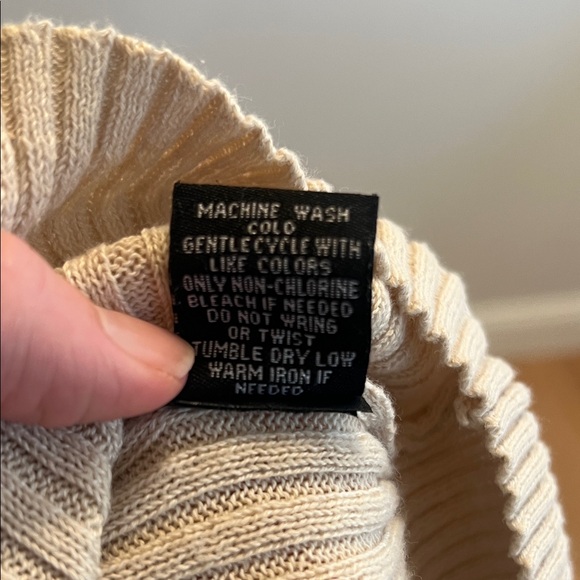 MACHINE WASH
COLD
GENTLE CYCLE WITH
LIKE COLORS
ONLY NON-CHLORINE
BLEACH IF NEEDED
DO NOT WRING
OR TWIST
TUMBLE DRY LOW
WARM IRON IF
NEEDED